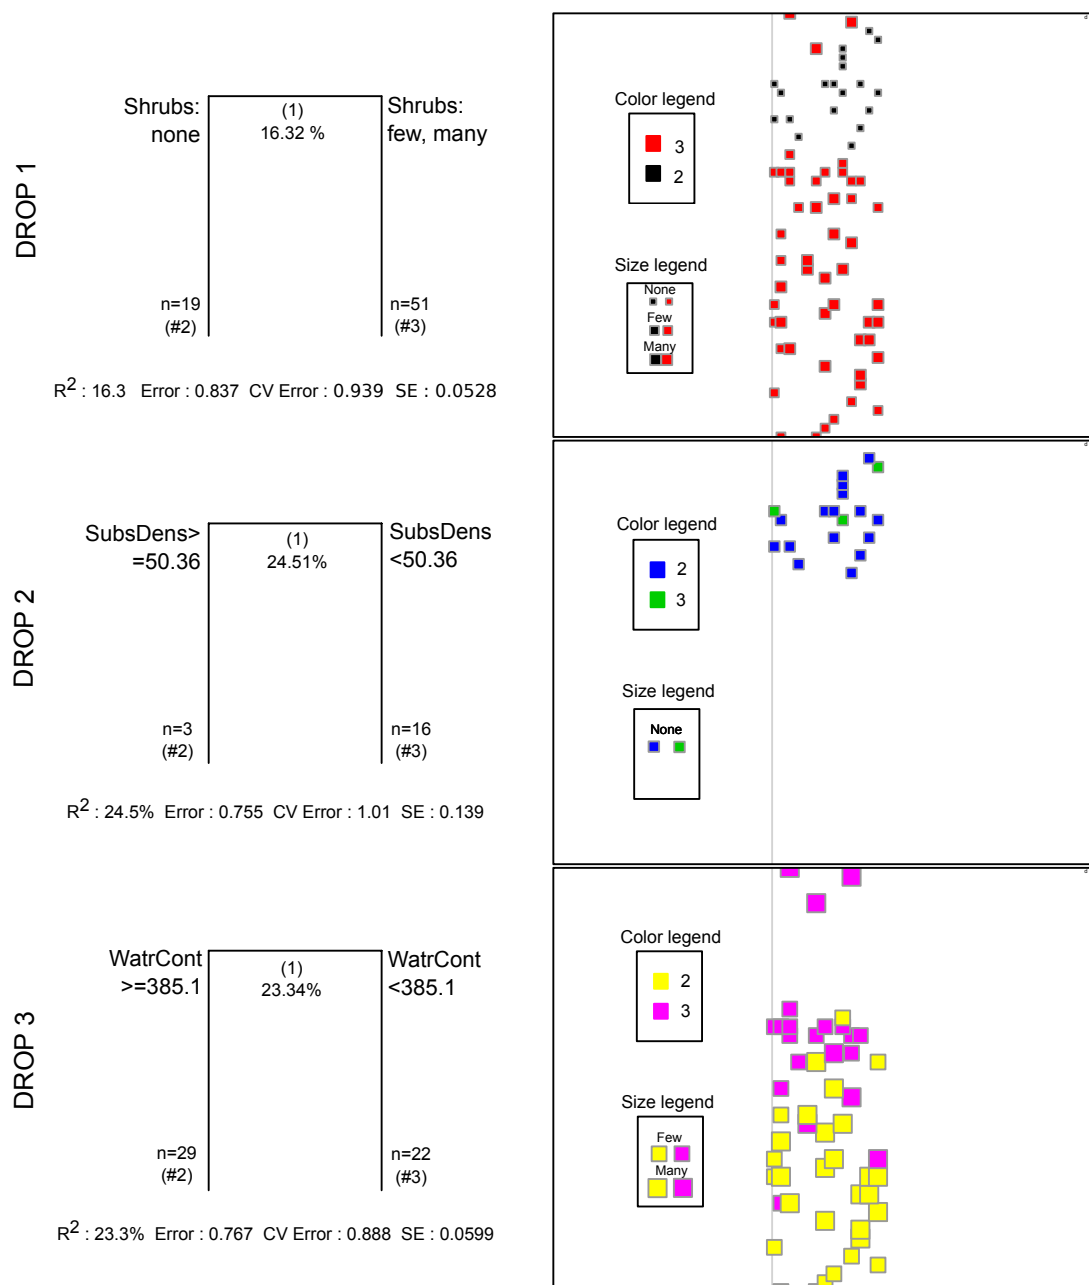 DROP 1
Shrubs:
none
(1)
16.32 %
Shrubs:
few, many
n=19
(#2)
n=51
(#3)
R2 : 16.3 Error : 0.837 CV Error : 0.939 SE : 0.0528
Color legend
3
2
Size legend
None
Few
Many
DROP 2
SubsDens>
=50.36
(1)
24.51%
SubsDens
<50.36
n=3
(#2)
n=16
(#3)
R2 : 24.5% Error : 0.755 CV Error : 1.01 SE : 0.139
Color legend
2
3
Size legend
None
DROP 3
WatrCont
>=385.1
(1)
23.34%
WatrCont
<385.1
n=29
(#2)
n=22
(#3)
R2 : 23.3% Error : 0.767 CV Error : 0.888 SE : 0.0599
Color legend
2
3
Size legend
Few
Many